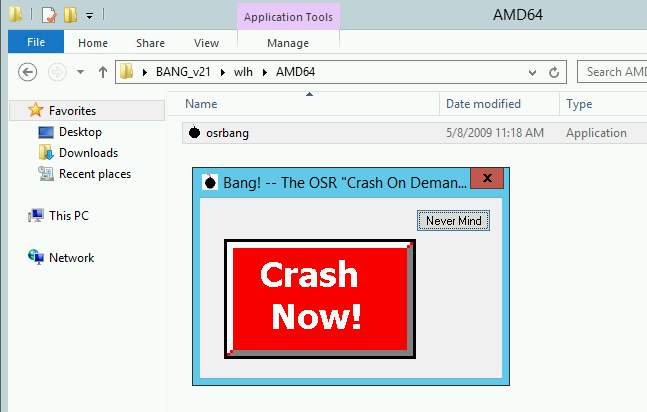 Application Tools
AMD64
File
Home
Share
View
Manage
BANG_v21
wlh
AMD64
Search AMD
Favorites
Desktop
Downloads
Recent places
This PC
Network
Name
Date modified
Type
osrbang
5/8/2009 11:18 AM
Application
Bang! -- The OSR "Crash On Deman...
x
Never Mind
Crash
Now!